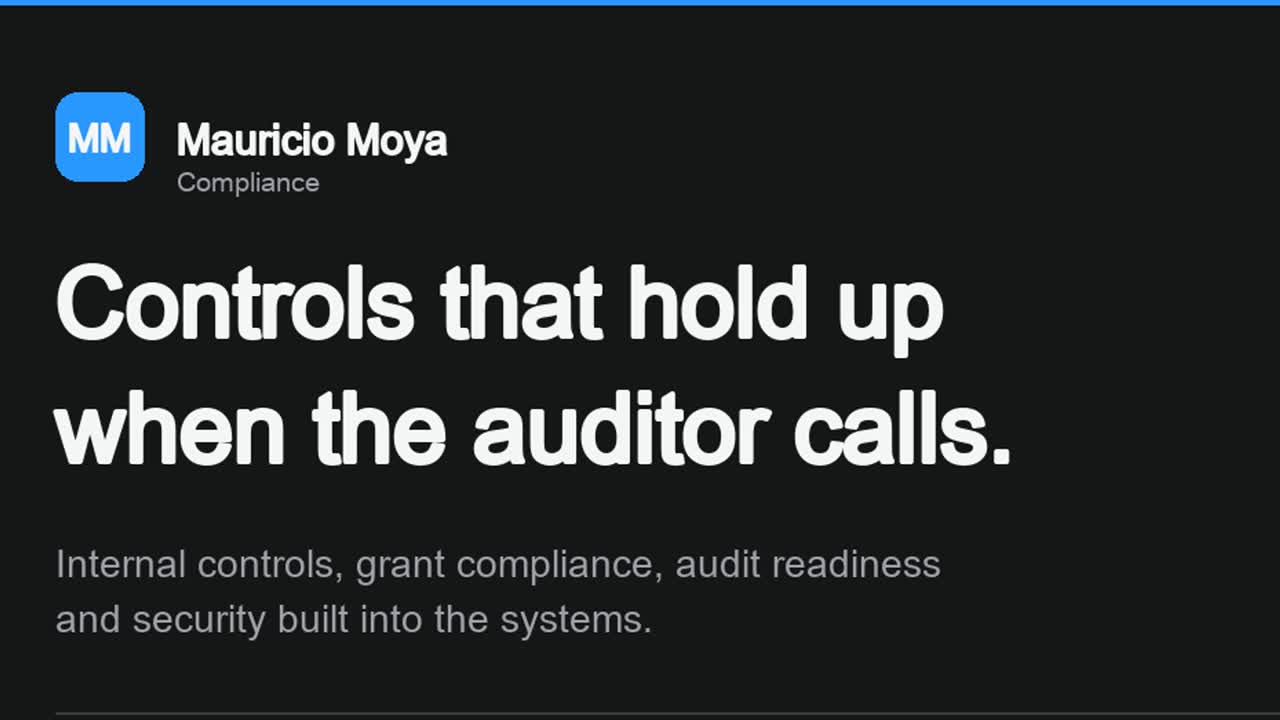 MM
Mauricio Moya
Compliance
Controls that hold up
when the auditor calls.
Internal controls, grant compliance, audit readiness
and security built into the systems.